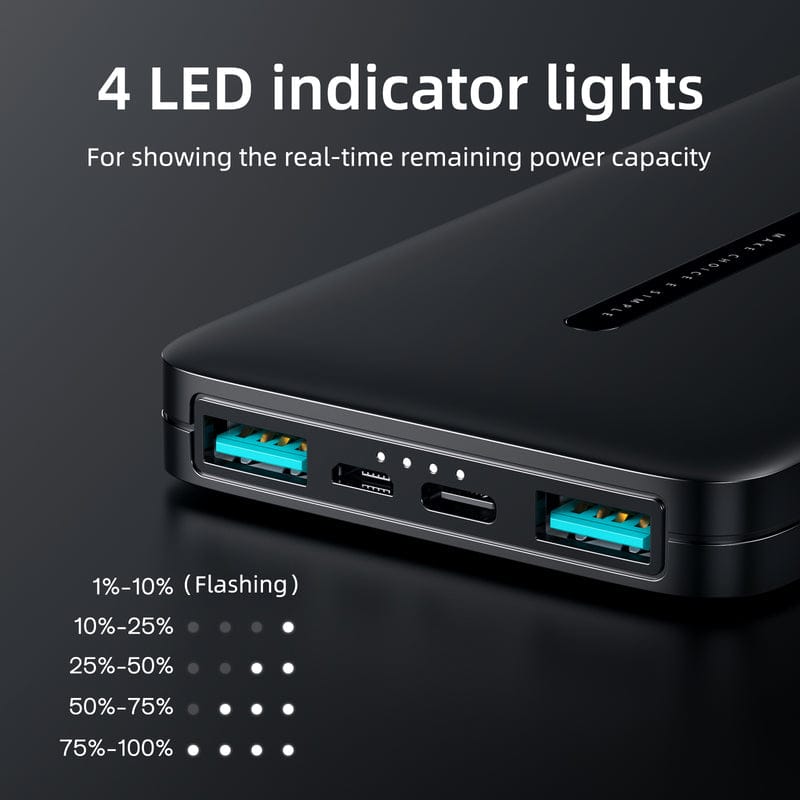 4 LED indicator lights
For showing the real-time remaining power capacity
MAKE CHOICE E SIMPLE
1%-10% (Flashing)
10%-25%
25%-50%
50%-75%
75%-100%